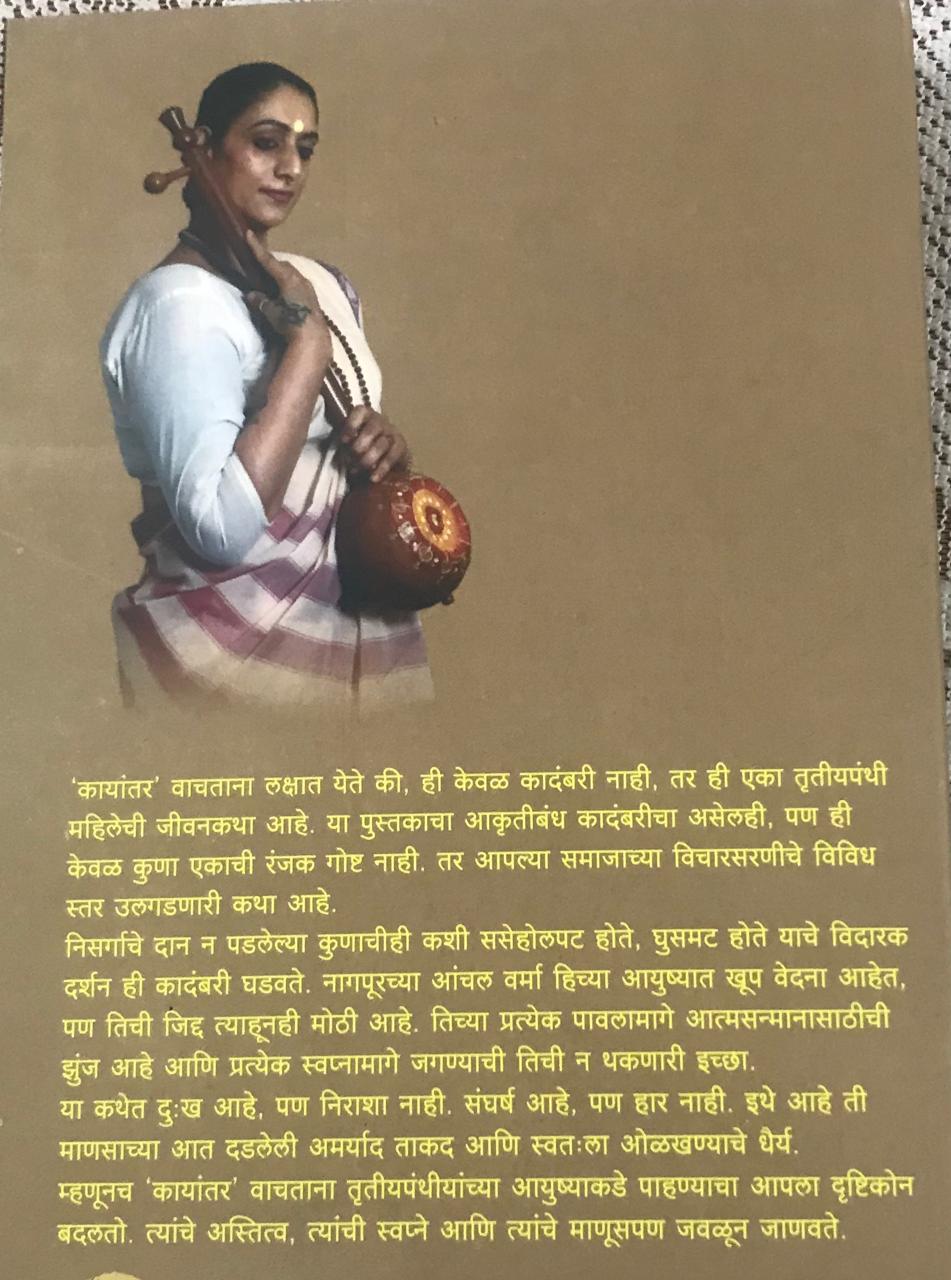 ‘कायांतर’ वाचताना लक्षात येते की, ही केवळ कादंबरी नाही, तर ही एका तृतीयपंथी
महिलेची जीवनकथा आहे. या पुस्तकाचा आकृतीबंध कादंबरीचा असेलही, पण ही
केवळ कुणा एकाची रंजक गोष्ट नाही. तर आपल्या समाजाच्या विचारसरणीचे विविध
स्तर उलगडणारी कथा आहे.
निसर्गाचे दान न पडलेल्या कुणाचीही कशी ससेहोलपट होते, घुसमट होते याचे विदारक
दर्शन ही कादंबरी घडवते. नागपूरच्या आंचल वर्मा हिच्या आयुष्यात खूप वेदना आहेत,
पण तिची जिद्द त्याहूनही मोठी आहे. तिच्या प्रत्येक पावलामागे आत्मसन्मानासाठीची
झुंज आहे आणि प्रत्येक स्वप्नामागे जगण्याची तिची न थकणारी इच्छा.
या कथेत दुःख आहे, पण निराशा नाही. संघर्ष आहे, पण हार नाही. इथे आहे ती
माणसाच्या आत दडलेली अमर्याद ताकद आणि स्वतःला ओळखण्याचे धैर्य.
म्हणूनच ‘कायांतर’ वाचताना तृतीयपंथीयांच्या आयुष्याकडे पाहण्याचा आपला दृष्टिकोन
बदलतो. त्यांचे अस्तित्व, त्यांची स्वप्ने आणि त्यांचे माणूसपण जवळून जाणवते.